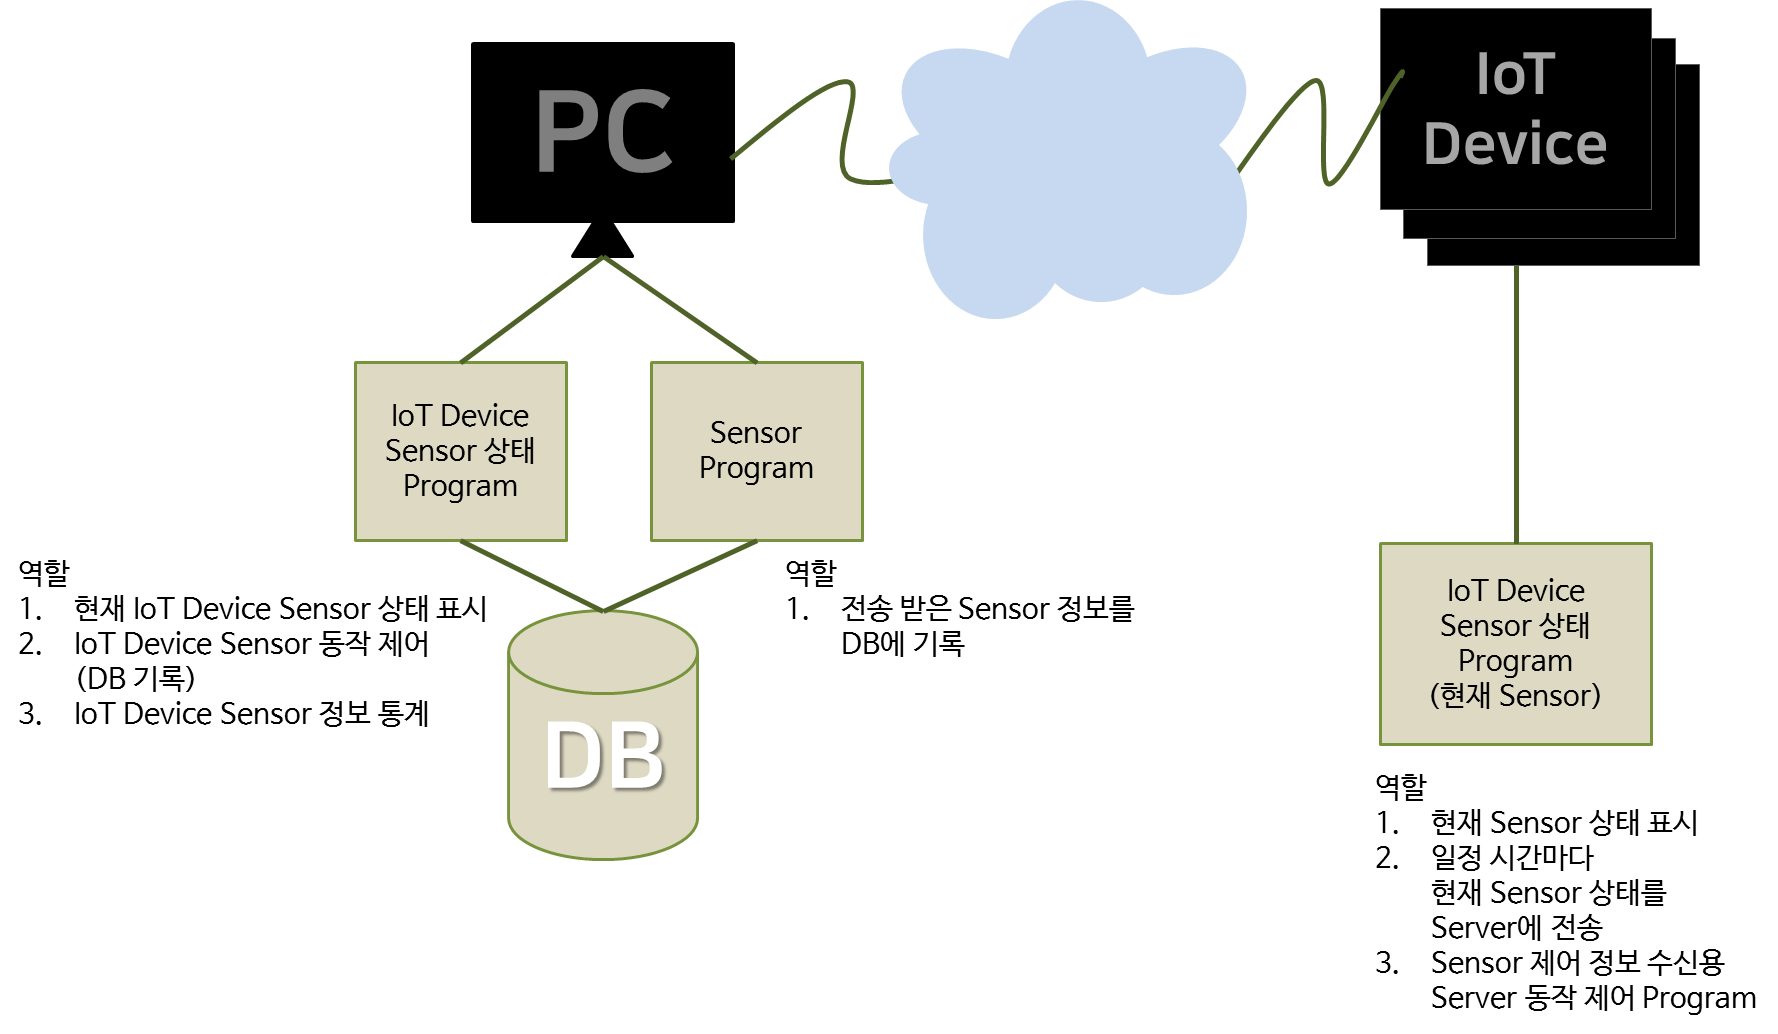 PC
IoT
Device
IoT Device
Sensor 상태
Program
Sensor
Program
역할
1. 현재 IoT Device Sensor 상태 표시
2. IoT Device Sensor 동작 제어
(DB 기록)
3. IoT Device Sensor 정보 통계
역할
1. 전송 받은 Sensor 정보를
DB에 기록
DB
IoT Device
Sensor 상태
Program
(현재 Sensor)
역할
1. 현재 Sensor 상태 표시
2. 일정 시간마다
현재 Sensor 상태를
Server에 전송
3. Sensor 제어 정보 수신용
Server 동작 제어 Program